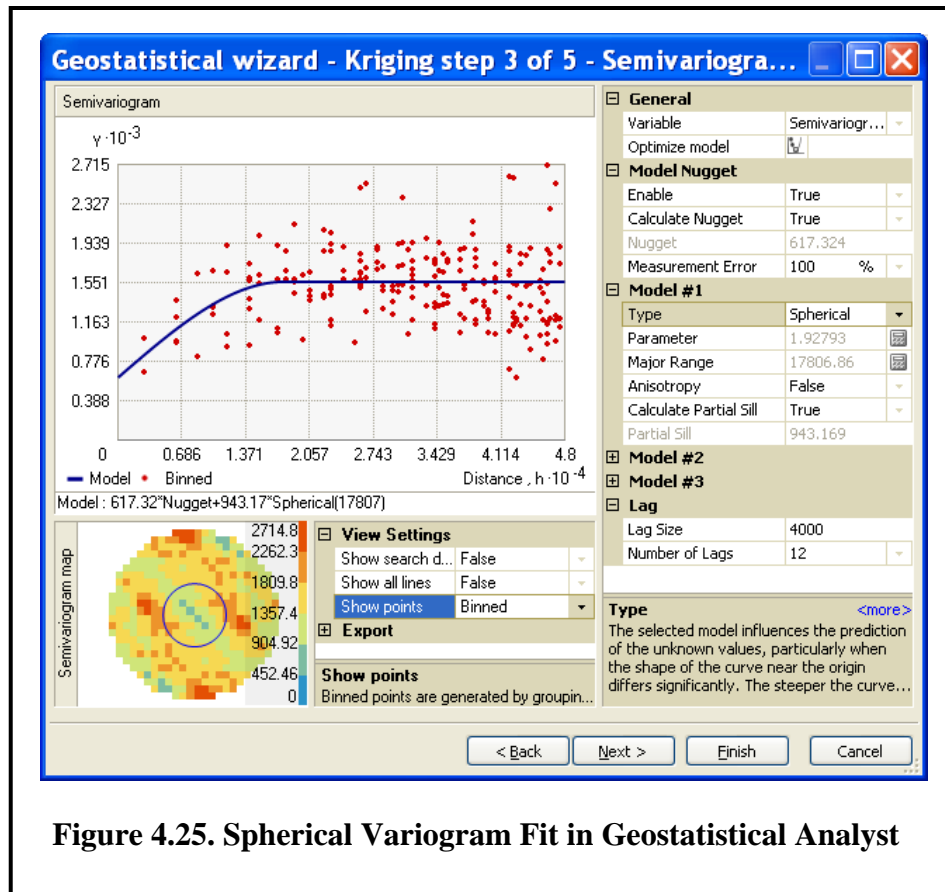 Geostatistical wizard - Kriging step 3 of 5 - Semivariogra...
Semivariogram
γ·10-3
2.715
2.327
1.939
1.551
1.163
0.776
0.388
0 0.686 1.371 2.057 2.743 3.429 4.114 4.8
Model Binned Distance , h·10-4
Model : 617.32*Nugget+943.17*Spherical(17807)
Semivariogram map
2714.8
2262.3
1809.8
1357.4
904.92
452.46
0
View Settings
Show search d... False
Show all lines False
Show points Binned
Export
Show points
Binned points are generated by groupin...
General
Variable Semivariogr...
Optimize model
Model Nugget
Enable True
Calculate Nugget True
Nugget 617.324
Measurement Error 100 %
Model #1
Type Spherical
Parameter 1.92793
Major Range 17806.86
Anisotropy False
Calculate Partial Sill True
Partial Sill 943.169
Model #2
Model #3
Lag
Lag Size 4000
Number of Lags 12
Type <more>
The selected model influences the prediction
of the unknown values, particularly when
the shape of the curve near the origin
differs significantly. The steeper the curve...
< Back Next > Finish Cancel
Figure 4.25. Spherical Variogram Fit in Geostatistical Analyst